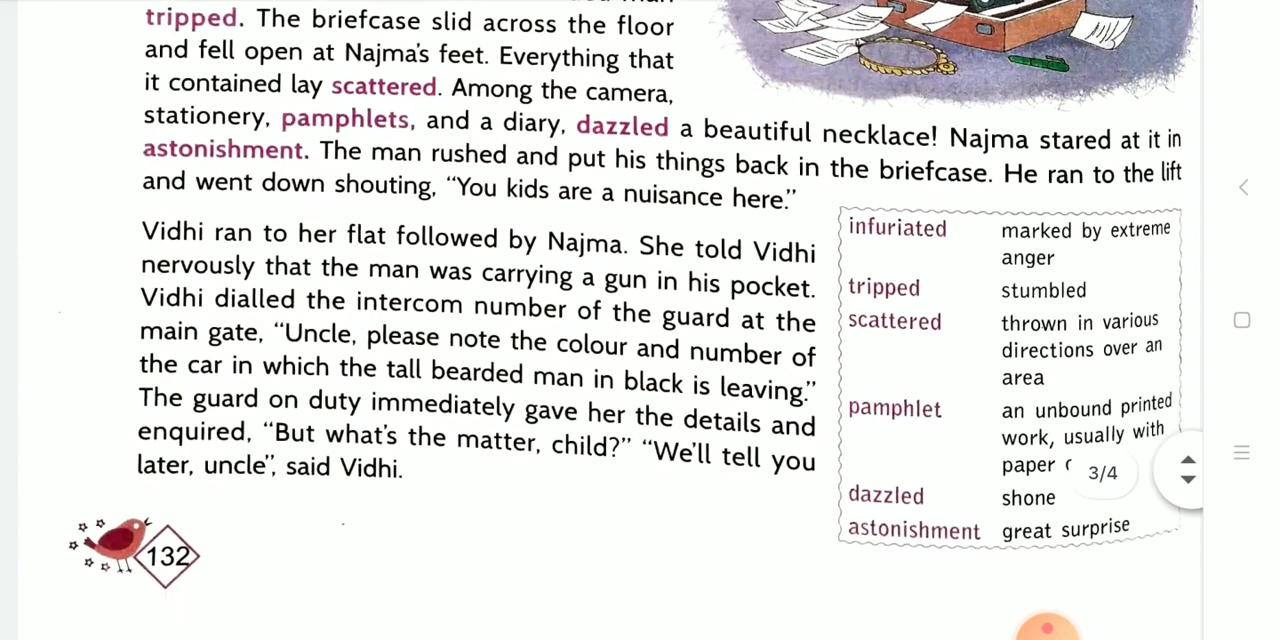 tripped. The briefcase slid across the floor
and fell open at Najma's feet. Everything that
it contained lay scattered. Among the camera,
stationery, pamphlets, and a diary, dazzled a beautiful necklace! Najma stared at it in
astonishment. The man rushed and put his things back in the briefcase. He ran to the lift
and went down shouting, “You kids are a nuisance here.”
Vidhi ran to her flat followed by Najma. She told Vidhi
nervously that the man was carrying a gun in his pocket.
Vidhi dialled the intercom number of the guard at the
main gate, “Uncle, please note the colour and number of
the car in which the tall bearded man in black is leaving.”
The guard on duty immediately gave her the details and
enquired, “But what's the matter, child?” “We'll tell you
later, uncle”, said Vidhi.
infuriated marked by extreme
anger
tripped stumbled
scattered thrown in various
directions over an
area
pamphlet an unbound printed
work, usually with
paper
dazzled shone
astonishment great surprise
3/4
132